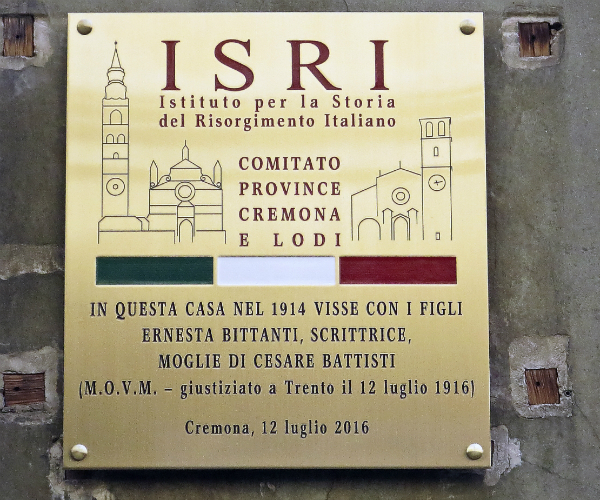 ISRI
Istituto per la Storia
del Risorgimento Italiano
COMITATO
PROVINCE
CREMONA
E LODI
IN QUESTA CASA NEL 1914 VISSE CON I FIGLI
ERNESTA BITTANTI, SCRITTRICE,
MOGLIE DI CESARE BATTISTI
(M.O.V.M. – giustiziato a Trento il 12 luglio 1916)
Cremona, 12 luglio 2016